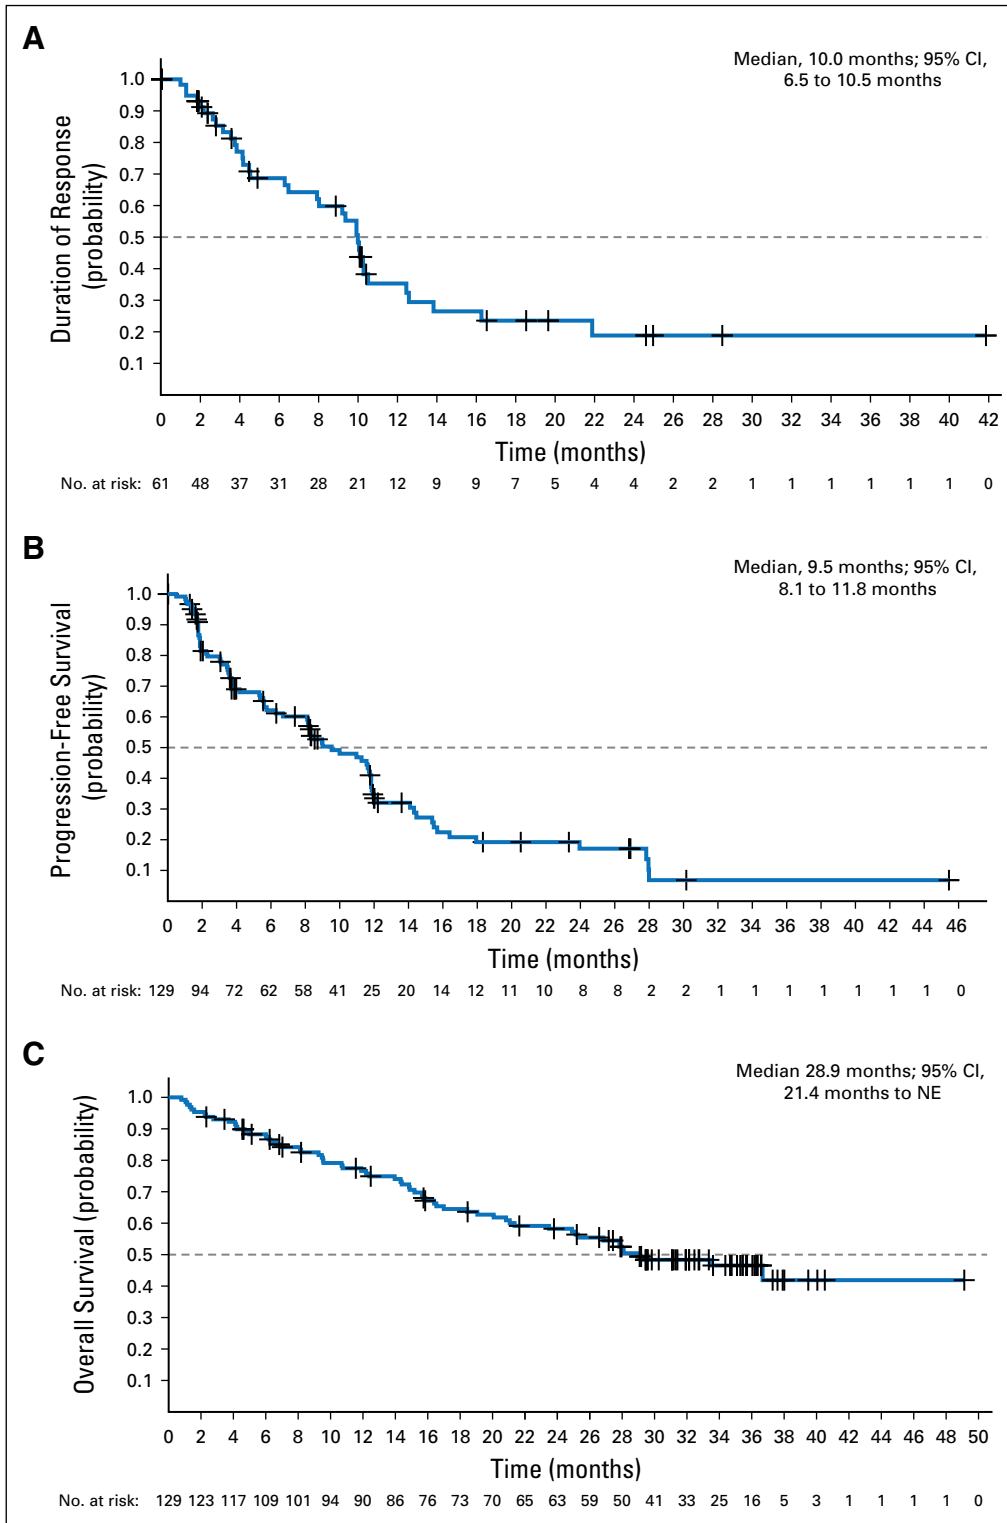 A
Median, 10.0 months; 95% CI,
6.5 to 10.5 months
Duration of Response
(probability)
1.0
0.9
0.8
0.7
0.6
0.5
0.4
0.3
0.2
0.1
0 2 4 6 8 10 12 14 16 18 20 22 24 26 28 30 32 34 36 38 40 42
Time (months)
No. at risk: 61 48 37 31 28 21 12 9 9 7 5 4 4 2 2 1 1 1 1 1 1 0
B
Median, 9.5 months; 95% CI,
8.1 to 11.8 months
Progression-Free Survival
(probability)
1.0
0.9
0.8
0.7
0.6
0.5
0.4
0.3
0.2
0.1
0 2 4 6 8 10 12 14 16 18 20 22 24 26 28 30 32 34 36 38 40 42 44 46
Time (months)
No. at risk: 129 94 72 62 58 41 25 20 14 12 11 10 8 8 2 2 1 1 1 1 1 1 1 0
C
Median 28.9 months; 95% CI,
21.4 months to NE
Overall Survival (probability)
1.0
0.9
0.8
0.7
0.6
0.5
0.4
0.3
0.2
0.1
0 2 4 6 8 10 12 14 16 18 20 22 24 26 28 30 32 34 36 38 40 42 44 46 48 50
Time (months)
No. at risk: 129 123 117 109 101 94 90 86 76 73 70 65 63 59 50 41 33 25 16 5 3 1 1 1 1 0